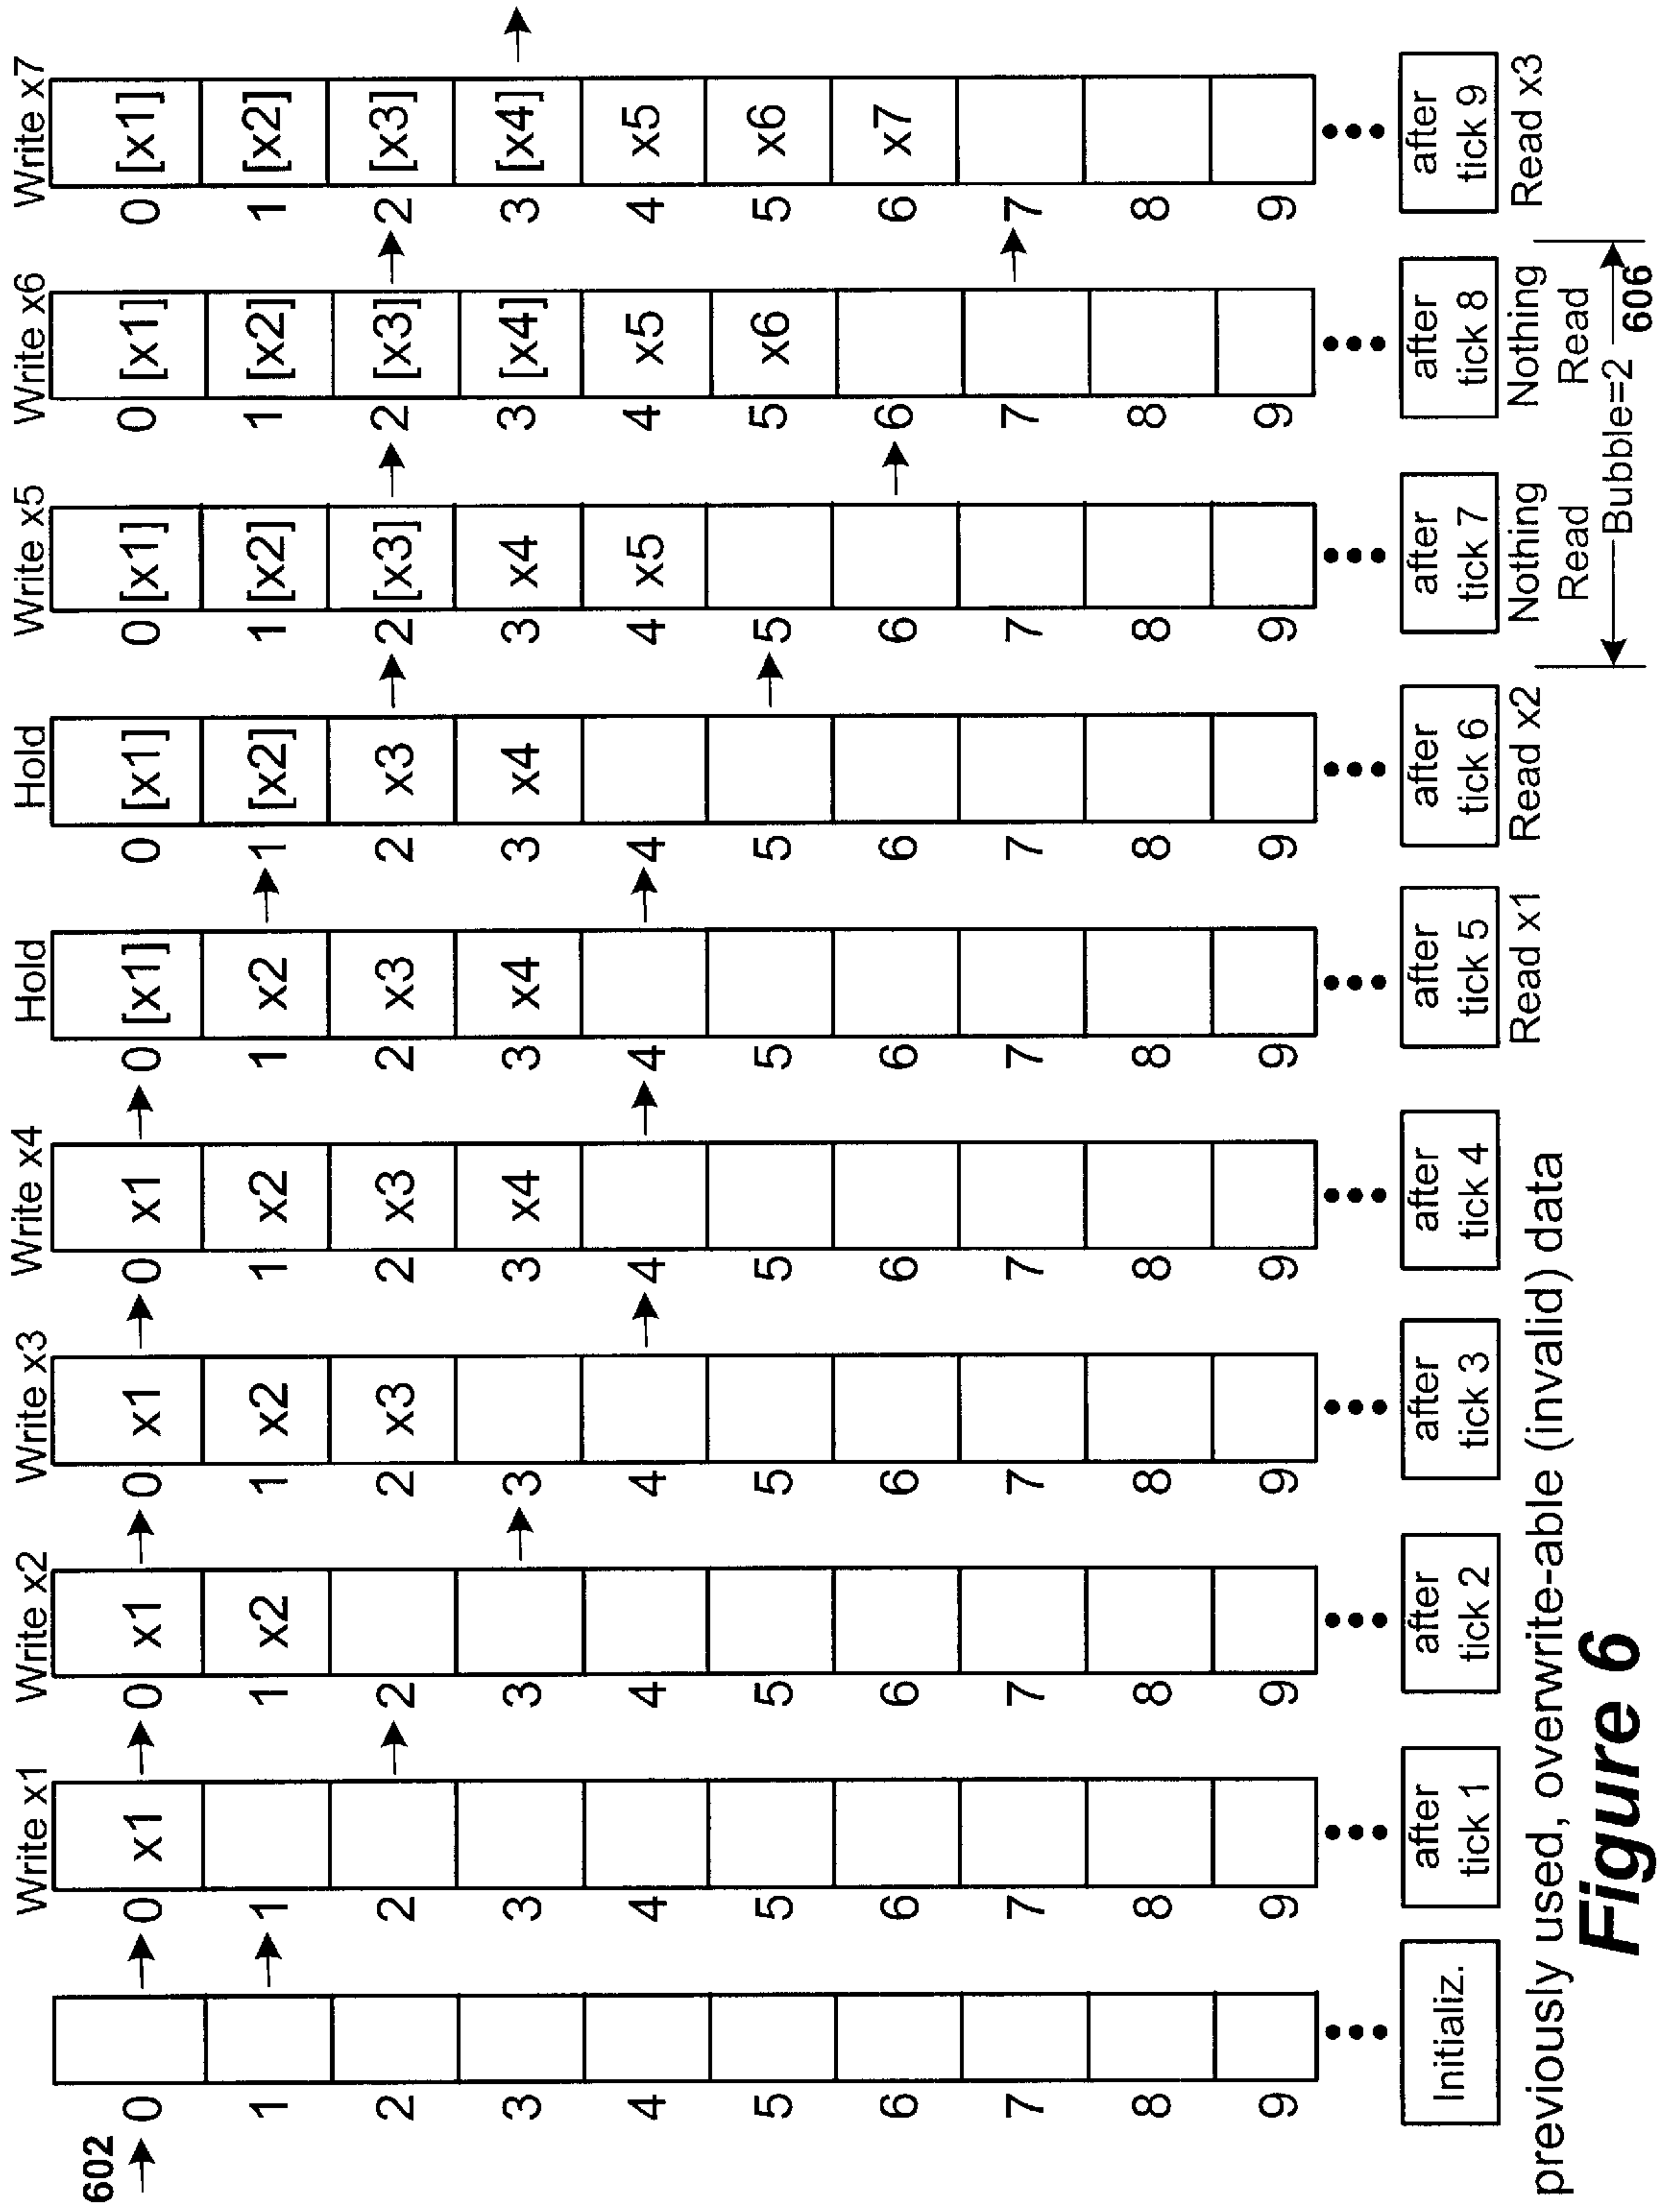 Write x1 Write x2 Write x3 Write x4 Hold Hold Write x5 Write x6 Write x7
602
0 0 x1 0 x1 0 x1 0 x1 0 [x1] 0 [x1] 0 [x1] 0 [x1] 0 [x1]
1 1 1 x2 1 x2 1 x2 1 x2 1 [x2] 1 [x2] 1 [x2] 1 [x2]
2 2 2 2 x3 2 x3 2 x3 2 x3 2 [x3] 2 [x3] 2 [x3]
3 3 3 3 3 x4 3 x4 3 x4 3 x4 3 [x4] 3 [x4]
4 4 4 4 4 4 4 4 x5 4 x5 4 x5
5 5 5 5 5 5 5 5 5 x6 5 x6
6 6 6 6 6 6 6 6 6 6 x7
7 7 7 7 7 7 7 7 7 7
8 8 8 8 8 8 8 8 8 8
9 9 9 9 9 9 9 9 9 9
after after after after after after after after after
Initializ. tick 1 tick 2 tick 3 tick 4 tick 5 tick 6 tick 7 tick 8 tick 9
Read x1 Read x2 Nothing Nothing Read x3
Read Read
previously used, overwrite-able (invalid) data
Bubble=2
606
Figure 6